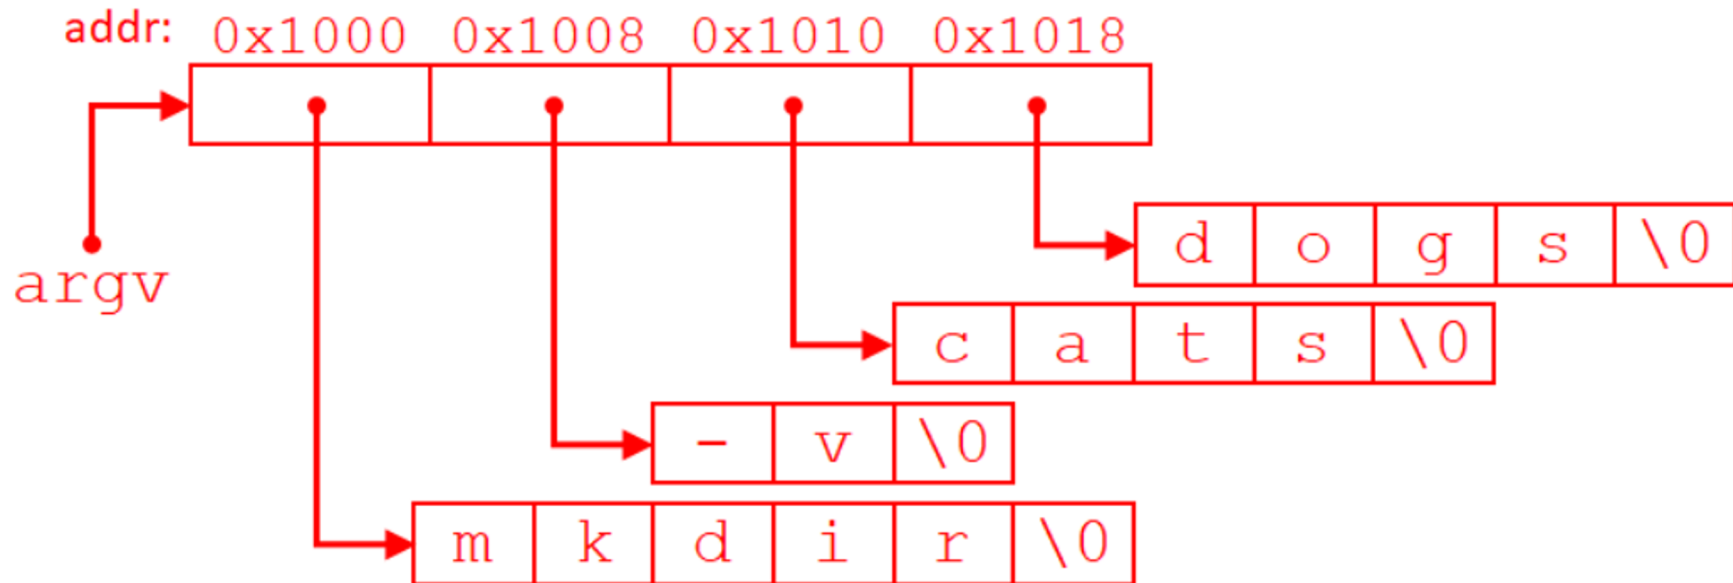 addr: 0x1000 0x1008 0x1010 0x1018
d o g s \0
argv
c a t s \0
- v \0
m k d i r \0